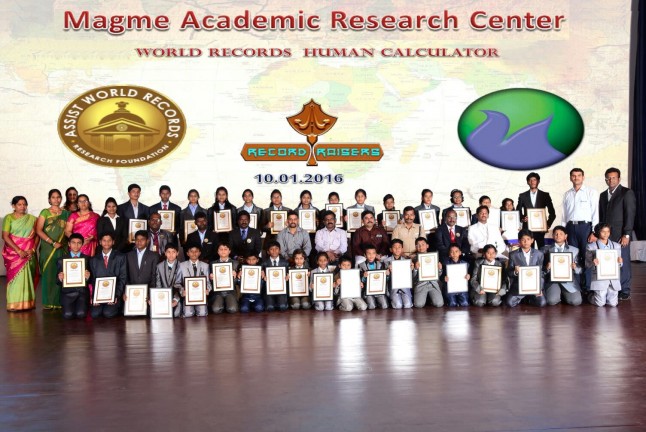 Magme Academic Research Center
WORLD RECORDS HUMAN CALCULATOR
ASSIST WORLD RECORDS
RESEARCH FOUNDATION
RECORD RAISERS
10.01.2016